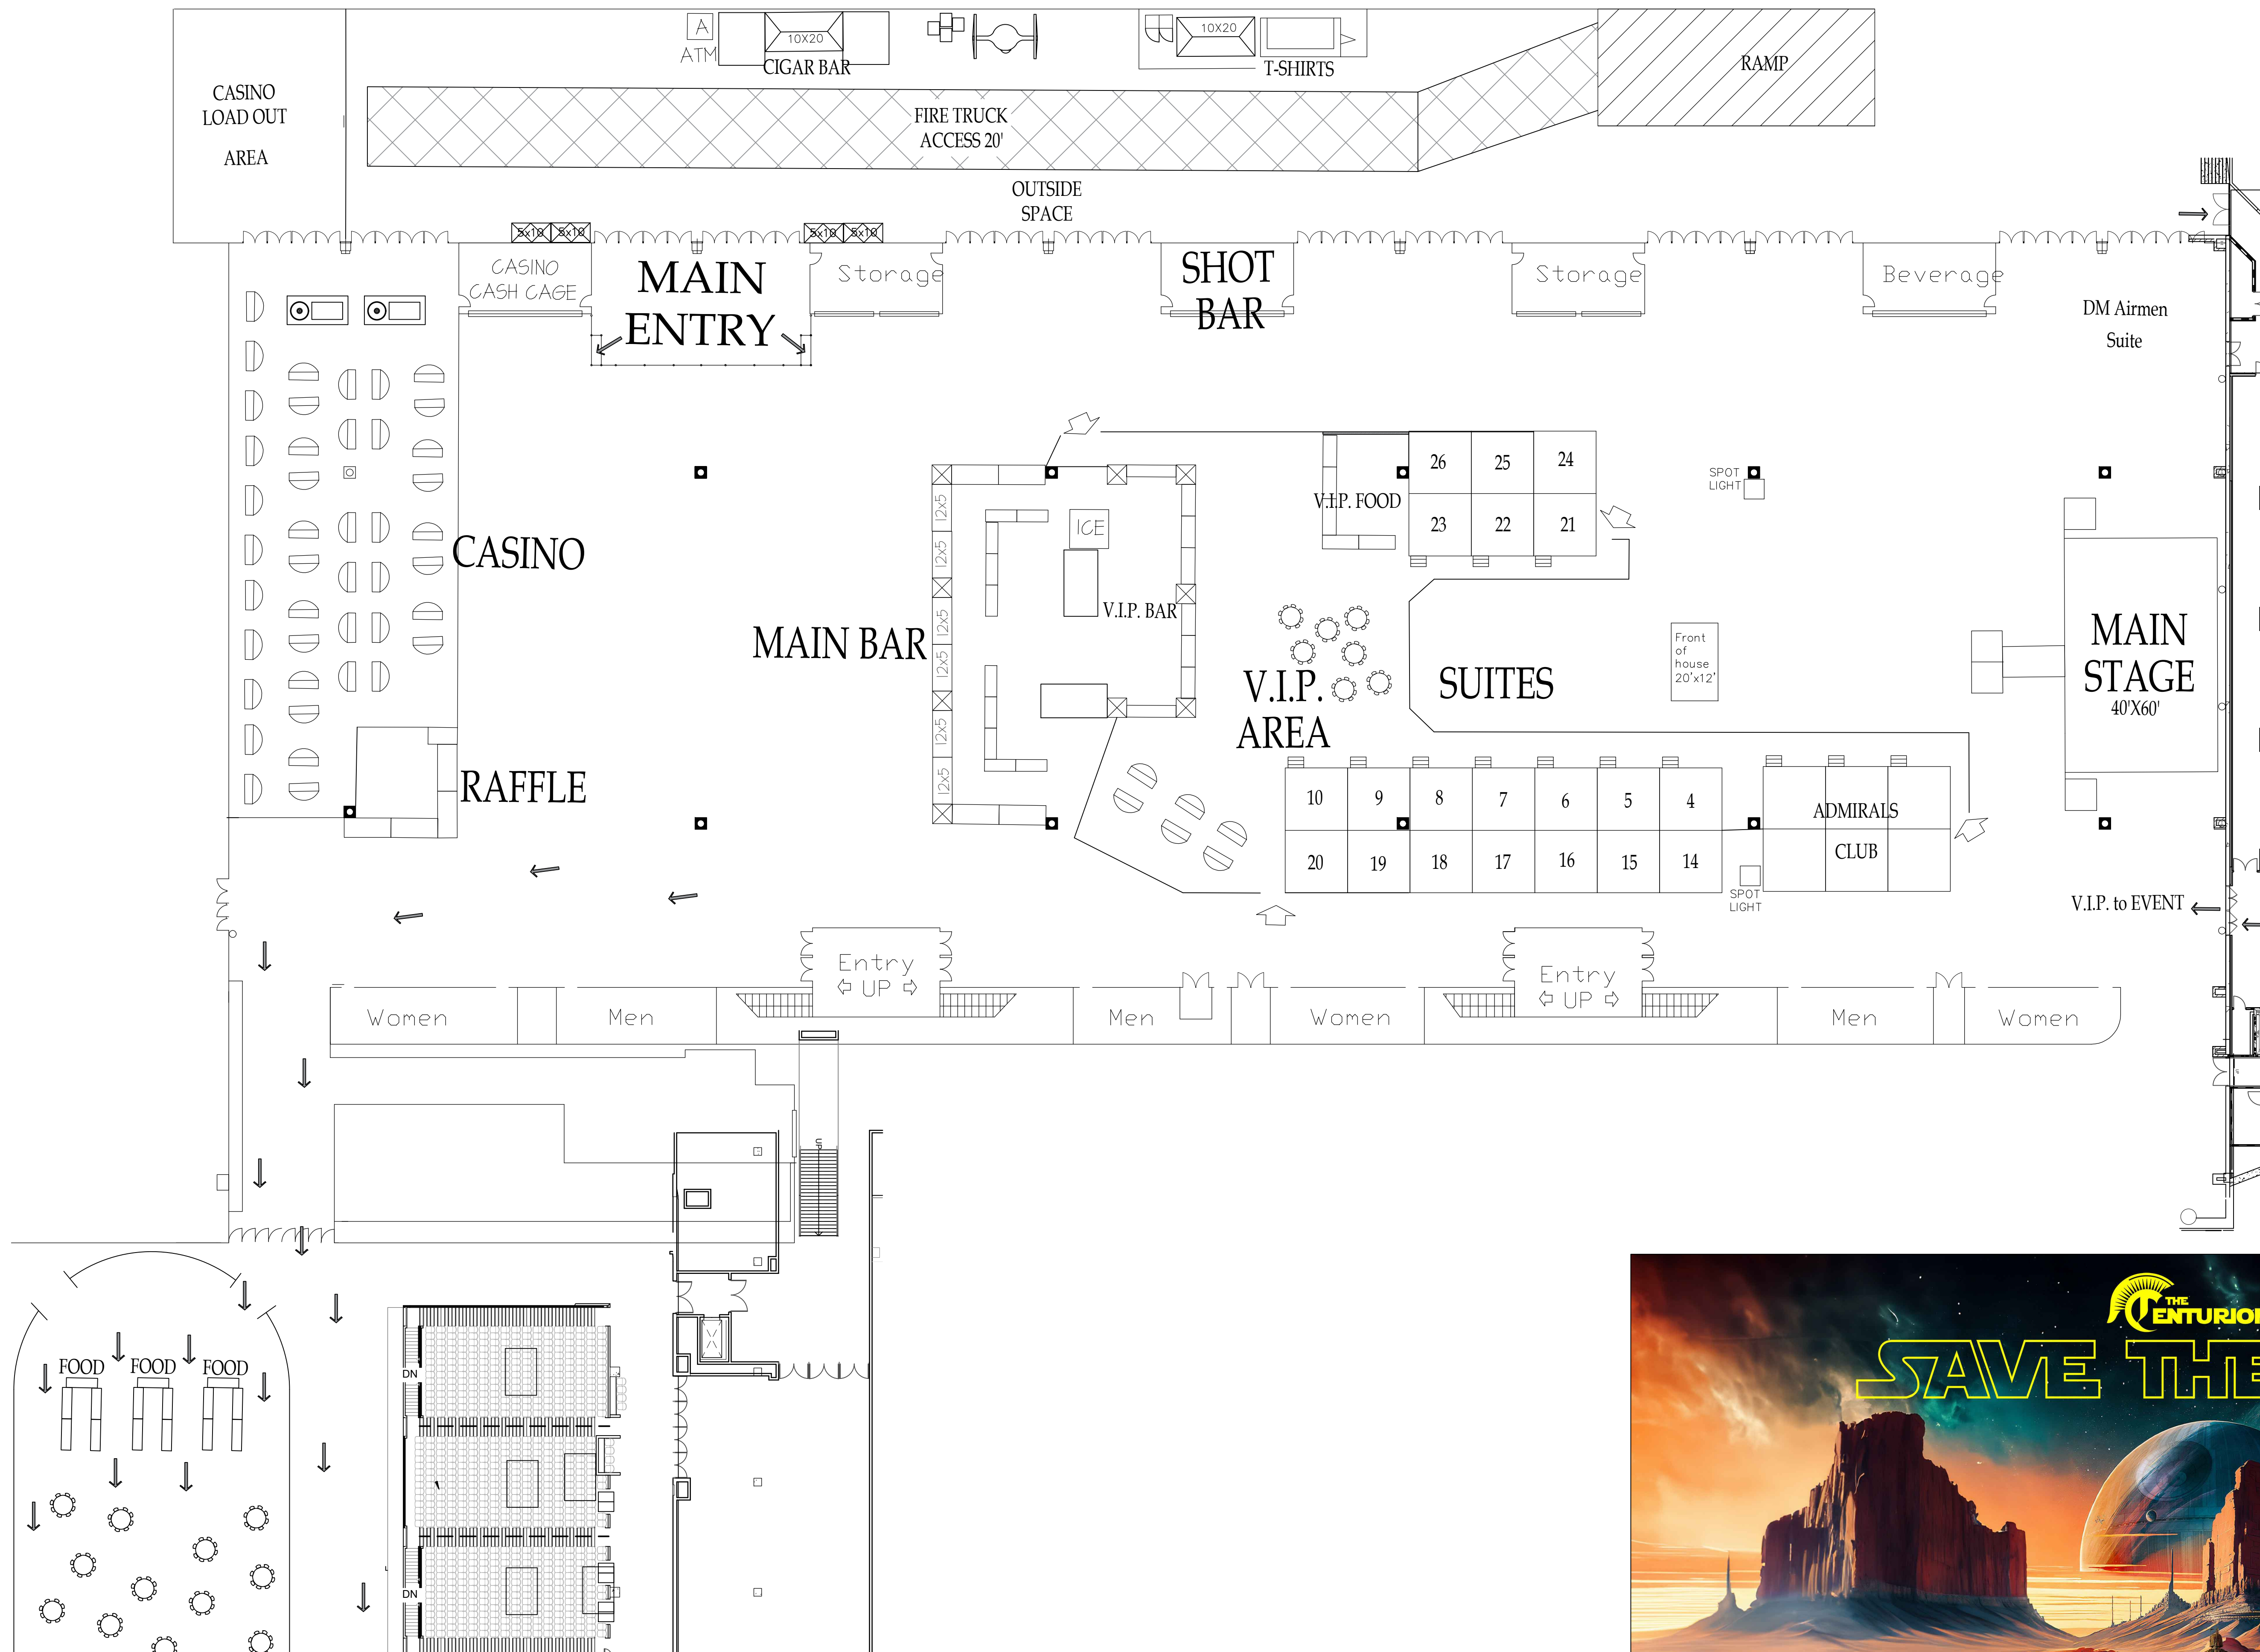 A
ATM
10X20
CIGAR BAR
10X20
T-SHIRTS
RAMP
CASINO
LOAD OUT
AREA
FIRE TRUCK
ACCESS 20'
OUTSIDE
SPACE
5x10
5x10
5x10
5x10
CASINO
CASH CAGE
MAIN
ENTRY
Storage
SHOT
BAR
Storage
Beverage
DM Airmen
Suite
26
25
24
23
22
21
V.I.P. FOOD
SPOT
LIGHT
12x5
12x5
12x5
12x5
12x5
12x5
ICE
V.I.P. BAR
CASINO
MAIN BAR
V.I.P.
AREA
SUITES
Front
of
house
20'x12'
MAIN
STAGE
40'X60'
RAFFLE
10
9
8
7
6
5
4
20
19
18
17
16
15
14
ADMIRALS
CLUB
SPOT
LIGHT
V.I.P. to EVENT
Entry
UP
Entry
UP
Women
Men
Men
Women
Men
Women
UP
FOOD
FOOD
FOOD
DN
DN
THE
CENTURIO
SAVE THE